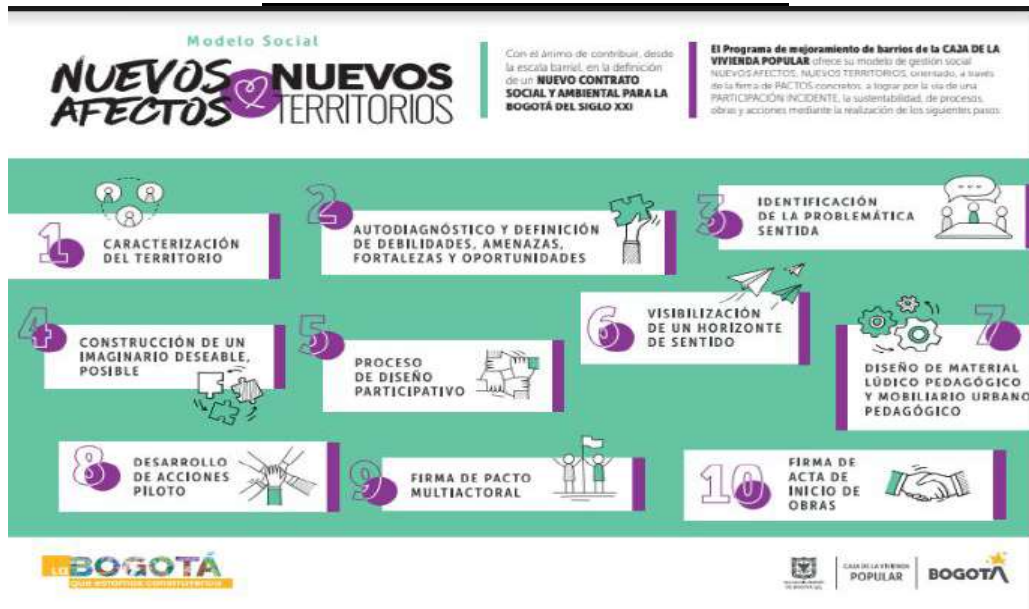 Modelo Social
NUEVOS NUEVOS
AFECTOS TERRITORIOS
Con el ánimo de contribuir, desde
la escala barrial, en la definición
de un NUEVO CONTRATO
SOCIAL Y AMBIENTAL PARA LA
BOGOTÁ DEL SIGLO XXI
El Programa de mejoramiento de barrios de la CAJA DE LA
VIVIENDA POPULAR ofrece su modelo de gestión social
NUEVOS AFECTOS, NUEVOS TERRITORIOS, orientado, a través
de la firma de PACTOS concretos, a lograr por la vía de una
PARTICIPACIÓN INCIDENTE, la sustentabilidad, de procesos,
obras y acciones mediante la realización de los siguientes pasos:
1
CARACTERIZACIÓN
DEL TERRITORIO
2
AUTODIAGNÓSTICO Y DEFINICIÓN
DE DEBILIDADES, AMENAZAS,
FORTALEZAS Y OPORTUNIDADES
3
IDENTIFICACIÓN
DE LA PROBLEMÁTICA
SENTIDA
4
CONSTRUCCIÓN DE UN
IMAGINARIO DESEABLE,
POSIBLE
5
PROCESO
DE DISEÑO
PARTICIPATIVO
6
VISIBILIZACIÓN
DE UN HORIZONTE
DE SENTIDO
7
DISEÑO DE MATERIAL
LÚDICO PEDAGÓGICO
Y MOBILIARIO URBANO
PEDAGÓGICO
8
DESARROLLO
DE ACCIONES
PILOTO
9
FIRMA DE PACTO
MULTIACTORAL
10
FIRMA DE
ACTA DE
INICIO DE
OBRAS
La BOGOTÁ
que estamos construyendo
CAJA DE LA VIVIENDA
POPULAR
BOGOTÁ